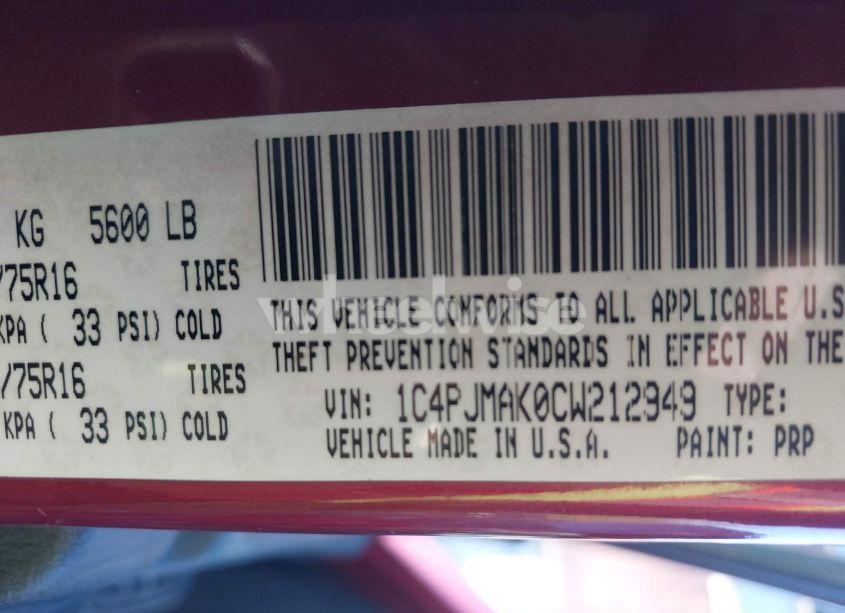 KG 5600 LB
/75R16 TIRES
KPA ( 33 PSI) COLD
/75R16 TIRES
KPA ( 33 PSI) COLD
THIS VEHICLE CONFORMS TO ALL APPLICABLE U.S
THEFT PREVENTION STANDARDS IN EFFECT ON THE
VIN: 1C4PJMAK0CW212949 TYPE:
VEHICLE MADE IN U.S.A. PAINT: PRP
wheelwise